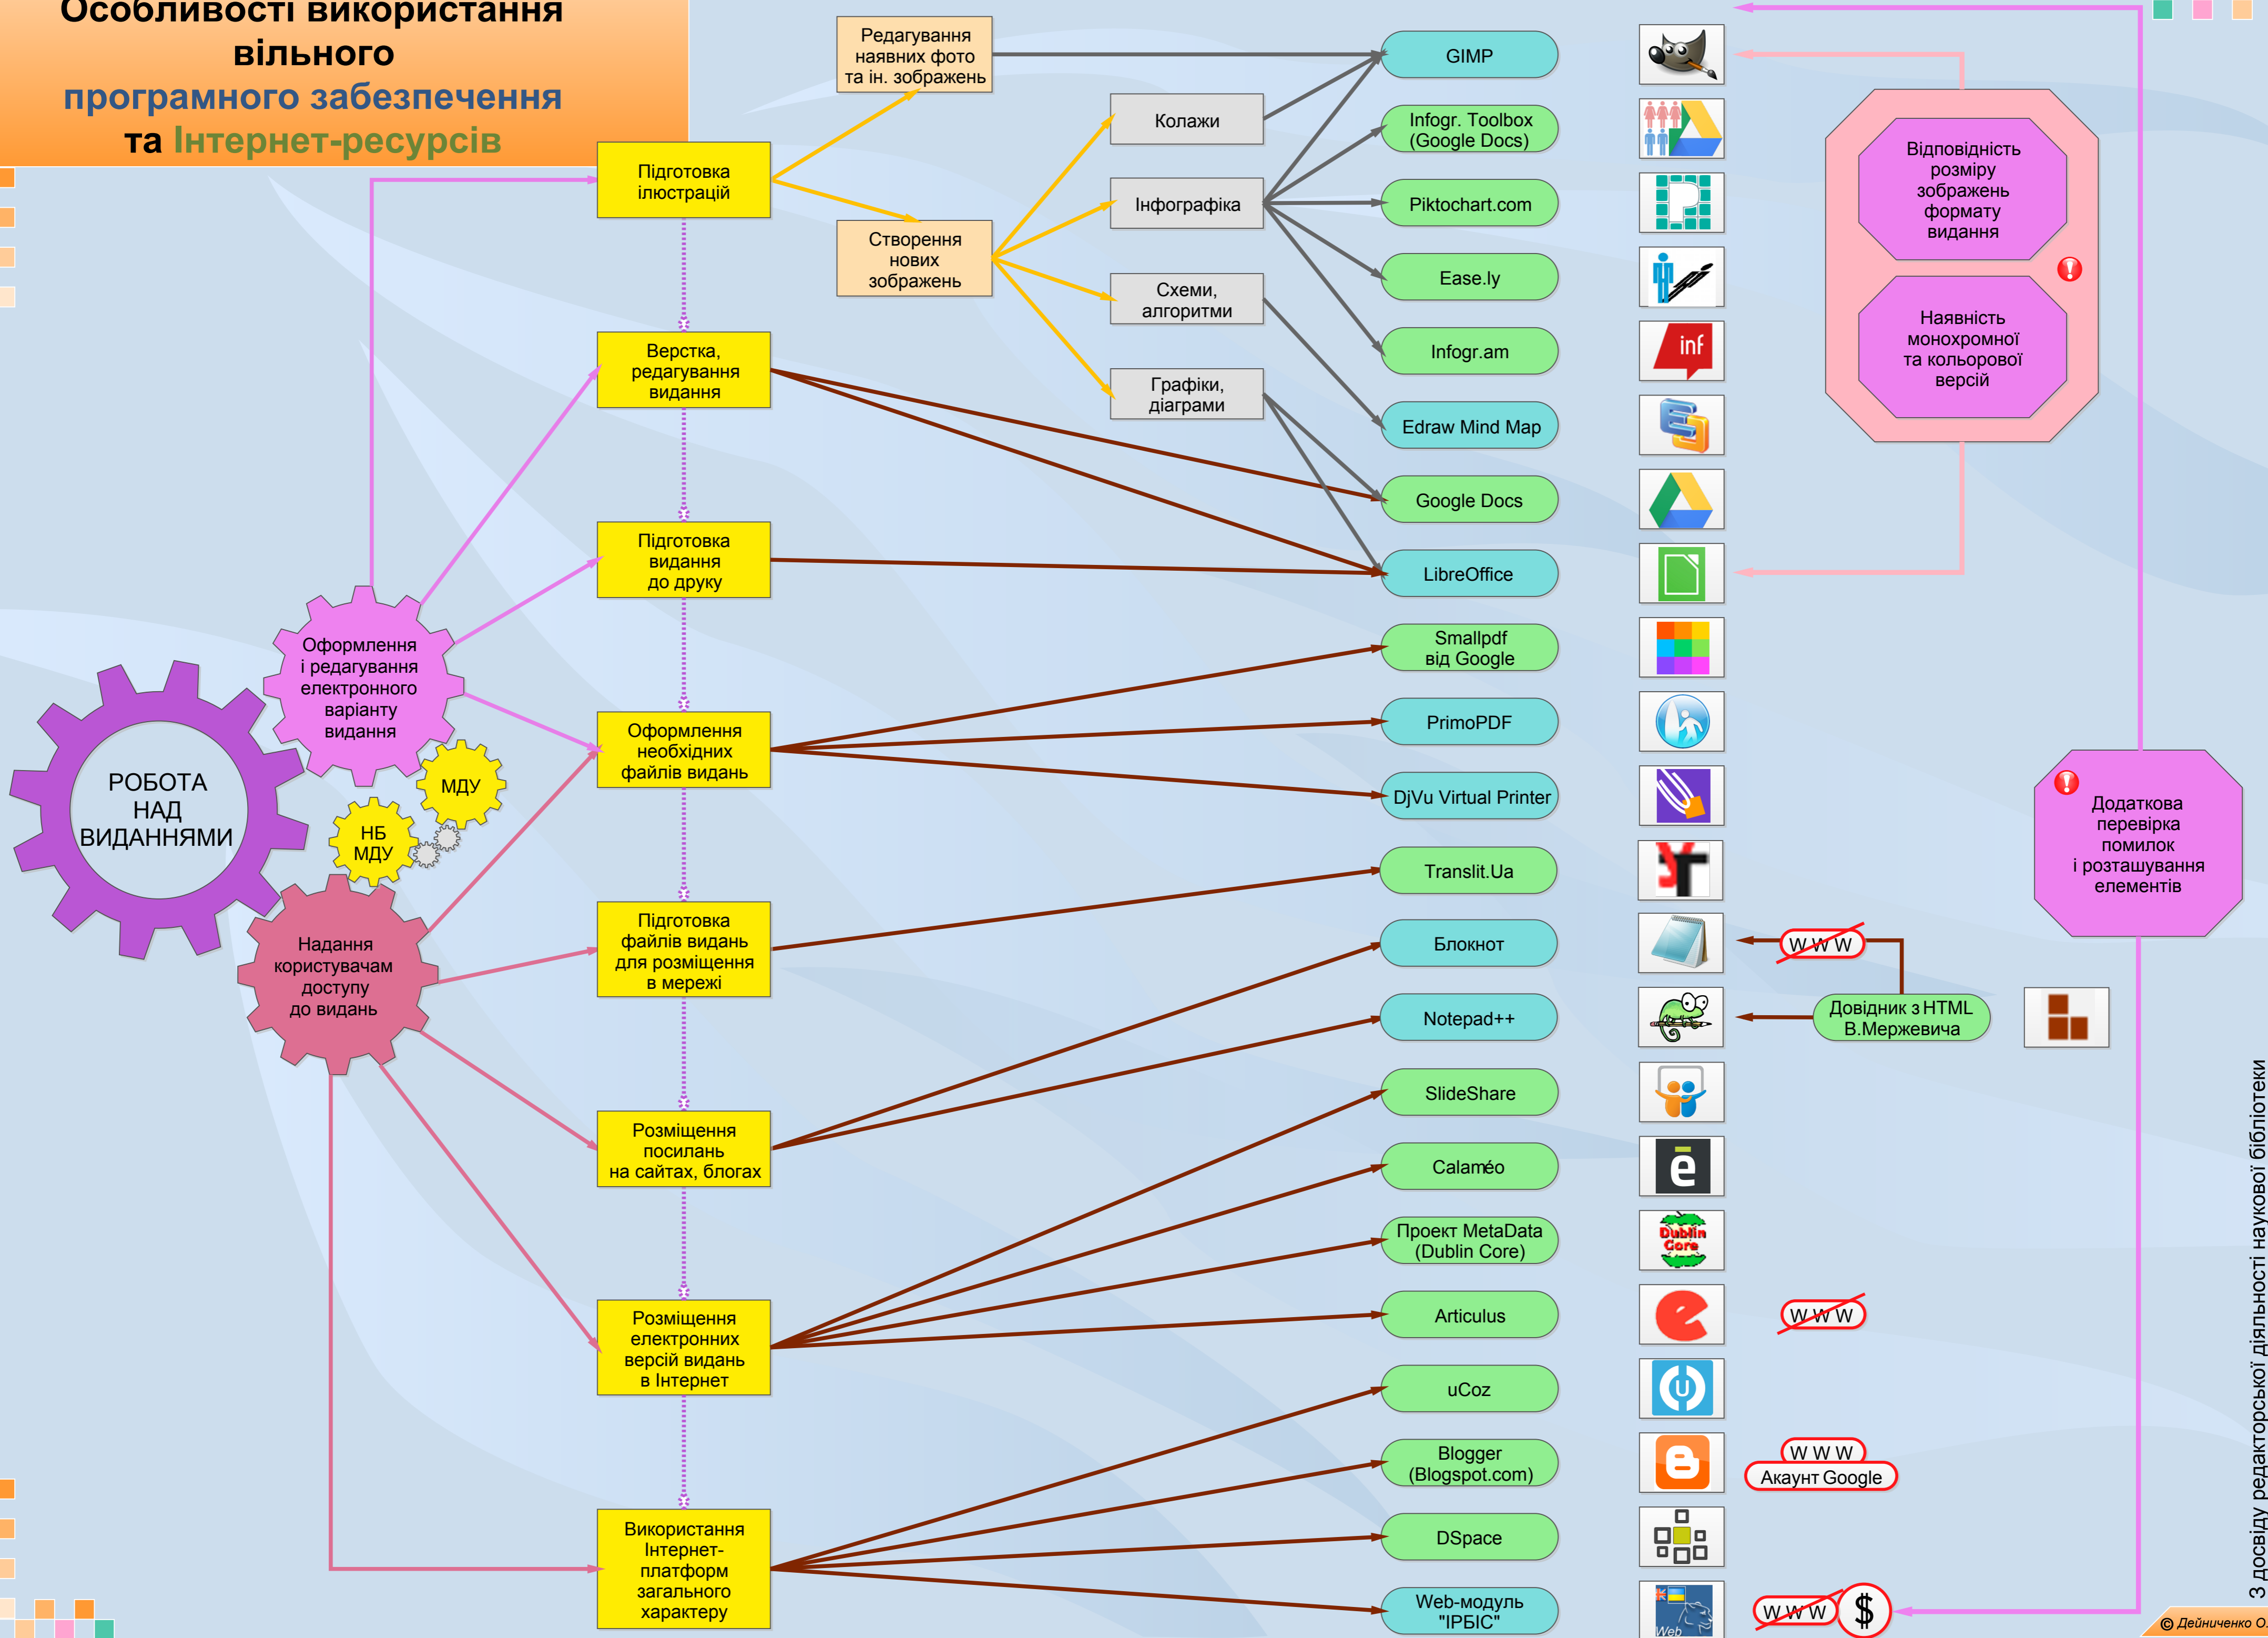 Особливості використання
вільного
програмного забезпечення
та Інтернет-ресурсів
РОБОТА
НАД
ВИДАННЯМИ
Оформлення
і редагування
електронного
варіанту
видання
МДУ
НБ
МДУ
Надання
користувачам
доступу
до видань
Підготовка
ілюстрацій
Верстка,
редагування
видання
Підготовка
видання
до друку
Оформлення
необхідних
файлів видань
Підготовка
файлів видань
для розміщення
в мережі
Розміщення
посилань
на сайтах, блогах
Розміщення
електронних
версій видань
в Інтернет
Використання
Інтернет-
платформ
загального
характеру
Редагування
наявних фото
та ін. зображень
Створення
нових
зображень
Колажи
Інфографіка
Схеми,
алгоритми
Графіки,
діаграми
GIMP
Infogr. Toolbox
(Google Docs)
Piktochart.com
Ease.ly
Infogr.am
inf
Edraw Mind Map
Google Docs
LibreOffice
Smallpdf
від Google
PrimoPDF
DjVu Virtual Printer
Translit.Ua
Блокнот
W W W
Notepad++
Довідник з HTML
В.Мержевича
SlideShare
Calaméo
Проект MetaData
(Dublin Core)
Dublin
Core
Articulus
W W W
uCoz
Blogger
(Blogspot.com)
W W W
Акаунт Google
DSpace
Web-модуль
"ІРБІС"
Web
W W W
$
Відповідність
розміру
зображень
формату
видання
Наявність
монохромної
та кольорової
версій
Додаткова
перевірка
помилок
і розташування
елементів
З досвіду редакторської діяльності наукової бібліотеки
© Дейниченко О.